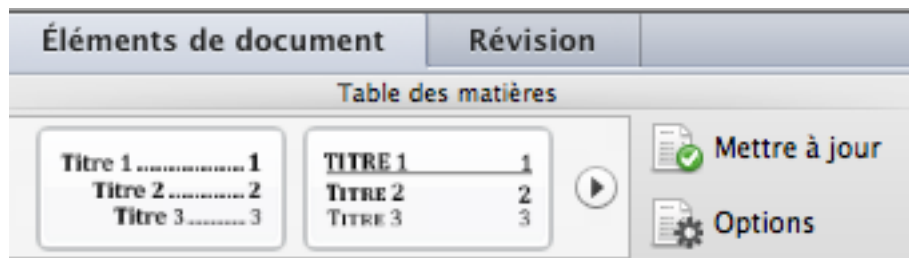 Éléments de document Révision
Table des matières
Titre 1.....................1
Titre 2...............2
Titre 3..........3
TITRE 1 1
TITRE 2 2
TITRE 3 3
Mettre à jour
Options